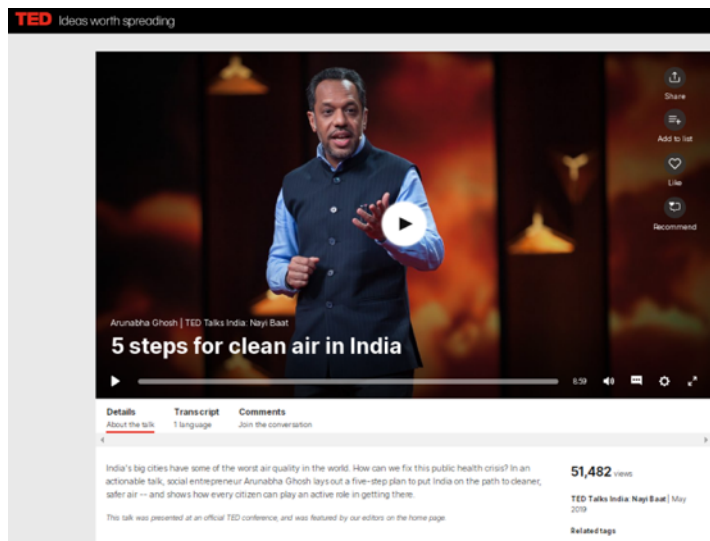 TED Ideas worth spreading
Share
Add to list
Like
Recommend
Arunabha Ghosh | TED Talks India: Nayi Baat
5 steps for clean air in India
8:59
Details
Transcript
Comments
About the talk
1 language
Join the conversation
India's big cities have some of the worst air quality in the world. How can we fix this public health crisis? In an
actionable talk, social entrepreneur Arunabha Ghosh lays out a five-step plan to put India on the path to cleaner,
safer air -- and shows how every citizen can play an active role in getting there.
This talk was presented at an official TED conference, and was featured by our editors on the home page.
51,482 views
TED Talks India: Nayi Baat | May
2019
Related tags